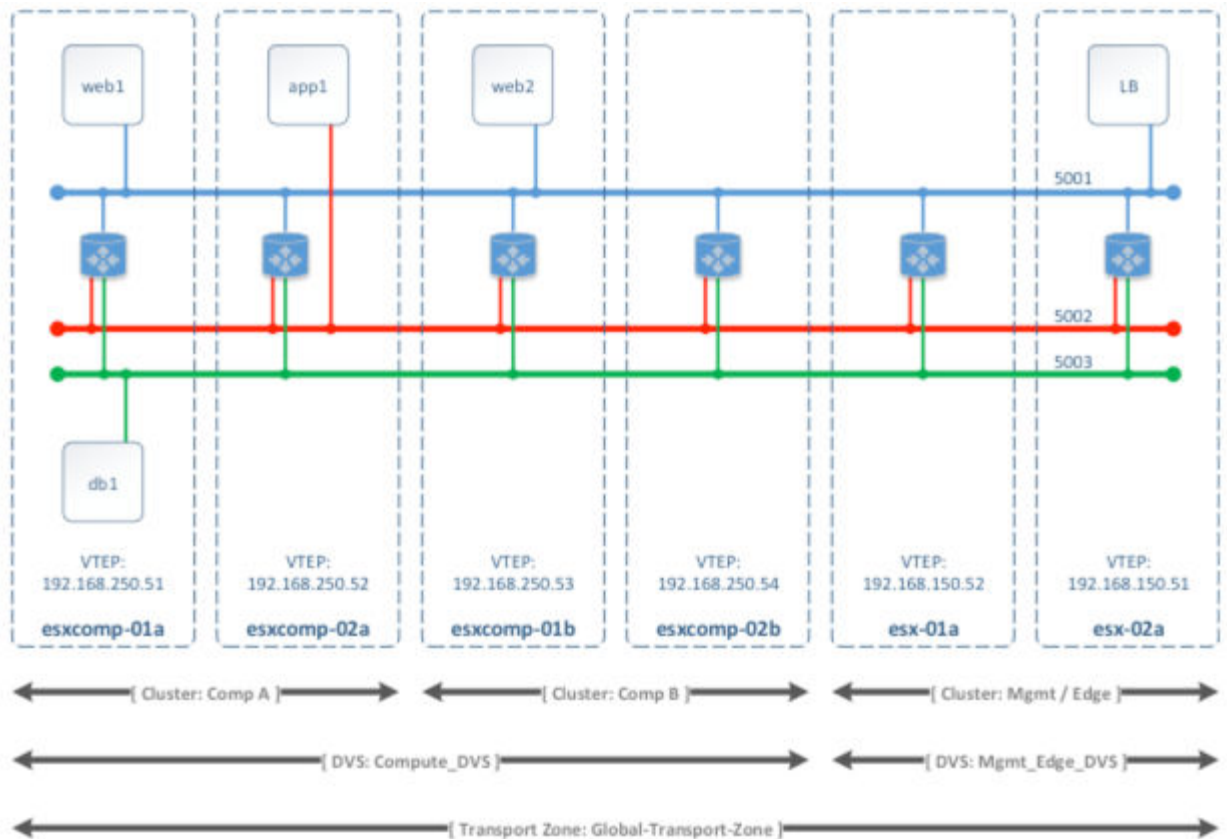 web1
app1
web2
LB
5001
5002
5003
db1
VTEP:
192.168.250.51
VTEP:
192.168.250.52
VTEP:
192.168.250.53
VTEP:
192.168.250.54
VTEP:
192.168.150.52
VTEP:
192.168.150.51
esxcomp-01a
esxcomp-02a
esxcomp-01b
esxcomp-02b
esx-01a
esx-02a
[ Cluster: Comp A ]
[ Cluster: Comp B ]
[ Cluster: Mgmt / Edge ]
[ DVS: Compute_DVS ]
[ DVS: Mgmt_Edge_DVS ]
[ Transport Zone: Global-Transport-Zone ]